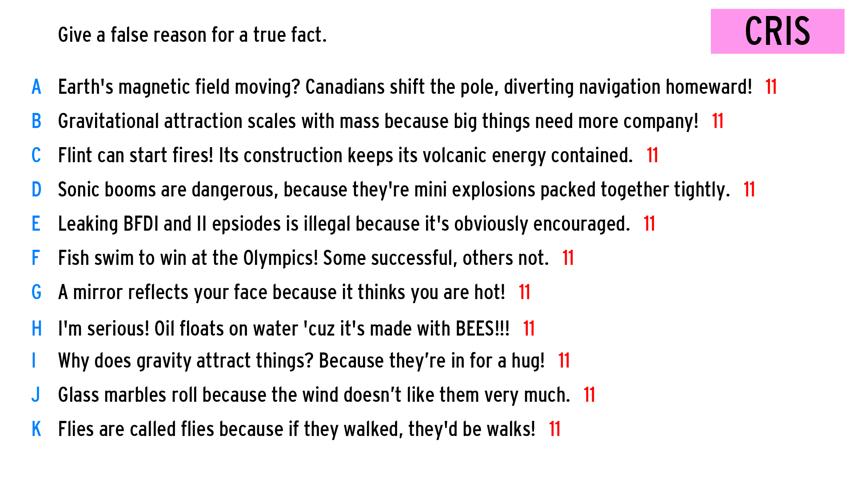 Give a false reason for a true fact.
CRIS
A Earth's magnetic field moving? Canadians shift the pole, diverting navigation homeward! 11
B Gravitational attraction scales with mass because big things need more company! 11
C Flint can start fires! Its construction keeps its volcanic energy contained. 11
D Sonic booms are dangerous, because they're mini explosions packed together tightly. 11
E Leaking BFDI and II epsiodes is illegal because it's obviously encouraged. 11
F Fish swim to win at the Olympics! Some successful, others not. 11
G A mirror reflects your face because it thinks you are hot! 11
H I'm serious! Oil floats on water 'cuz it's made with BEES!!! 11
I Why does gravity attract things? Because they’re in for a hug! 11
J Glass marbles roll because the wind doesn’t like them very much. 11
K Flies are called flies because if they walked, they'd be walks! 11